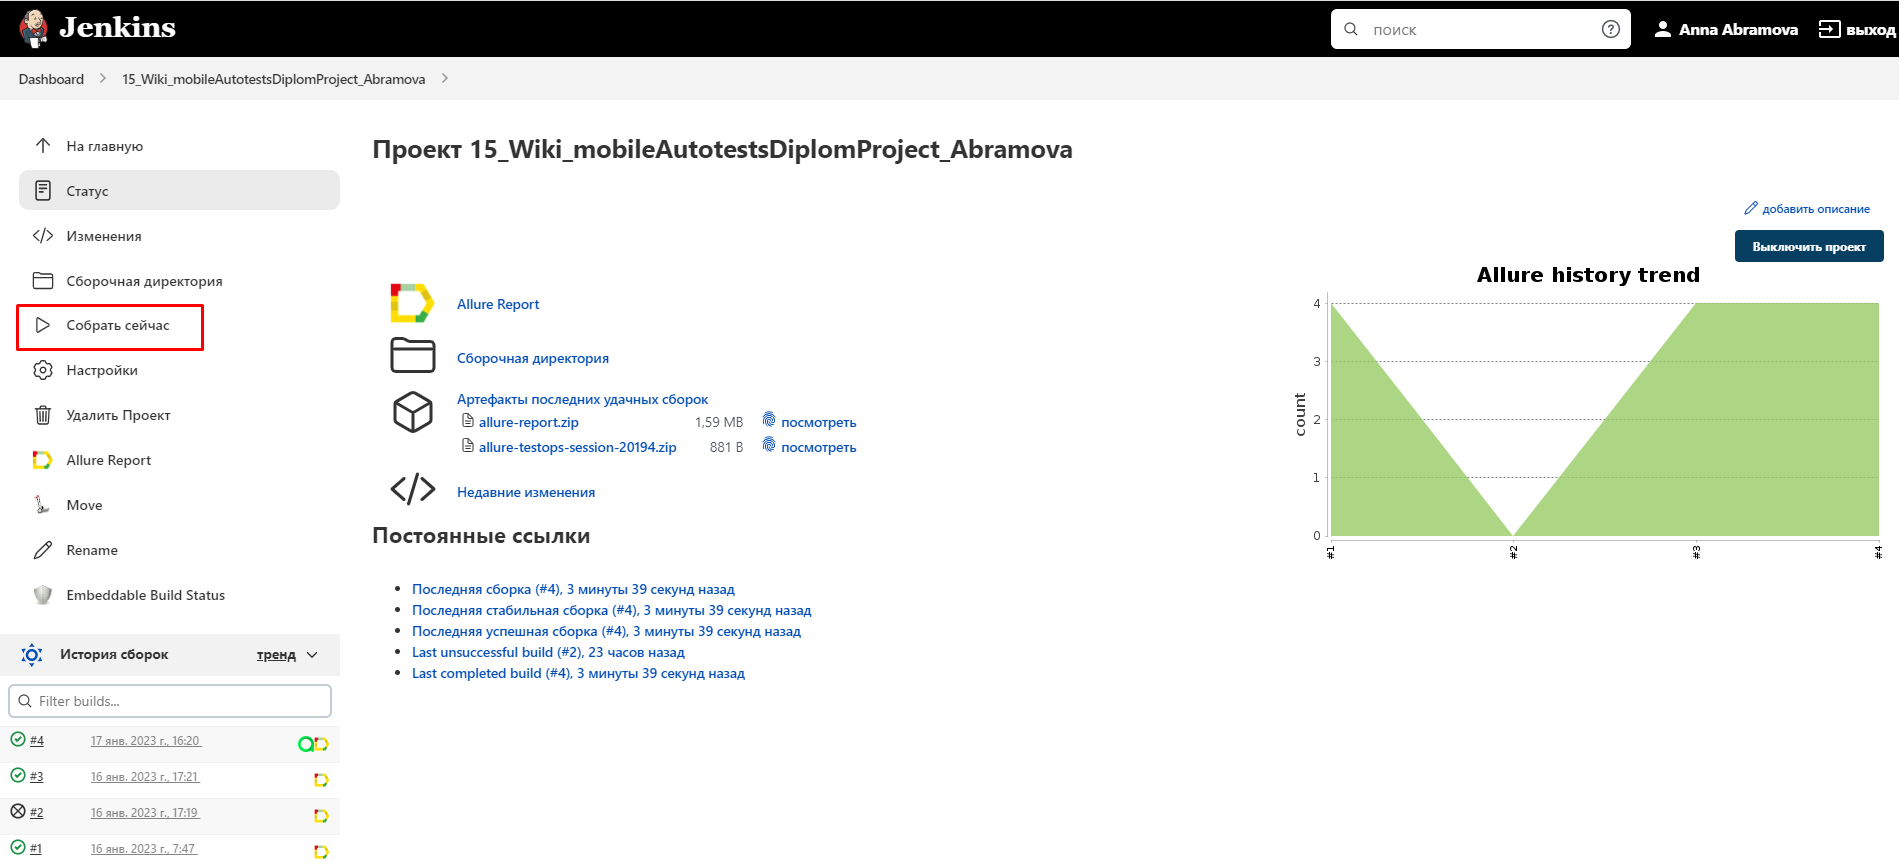 Jenkins
поиск
Anna Abramova
выход
Dashboard
15_Wiki_mobileAutotestsDiplomProject_Abramova
На главную
Статус
Изменения
Сборочная директория
Собрать сейчас
Настройки
Удалить Проект
Allure Report
Move
Rename
Embeddable Build Status
История сборок
тренд
Filter builds...
#4 17 янв. 2023 г., 16:20
#3 16 янв. 2023 г., 17:21
#2 16 янв. 2023 г., 17:19
#1 16 янв. 2023 г., 7:47
Проект 15_Wiki_mobileAutotestsDiplomProject_Abramova
добавить описание
Выключить проект
Allure Report
Сборочная директория
Артефакты последних удачных сборок
allure-report.zip 1,59 MB посмотреть
allure-testops-session-20194.zip 881 B посмотреть
Недавние изменения
Постоянные ссылки
Последняя сборка (#4), 3 минуты 39 секунд назад
Последняя стабильная сборка (#4), 3 минуты 39 секунд назад
Последняя успешная сборка (#4), 3 минуты 39 секунд назад
Last unsuccessful build (#2), 23 часов назад
Last completed build (#4), 3 минуты 39 секунд назад
Allure history trend
count
4
3
2
1
0
#1
#2
#3
#4